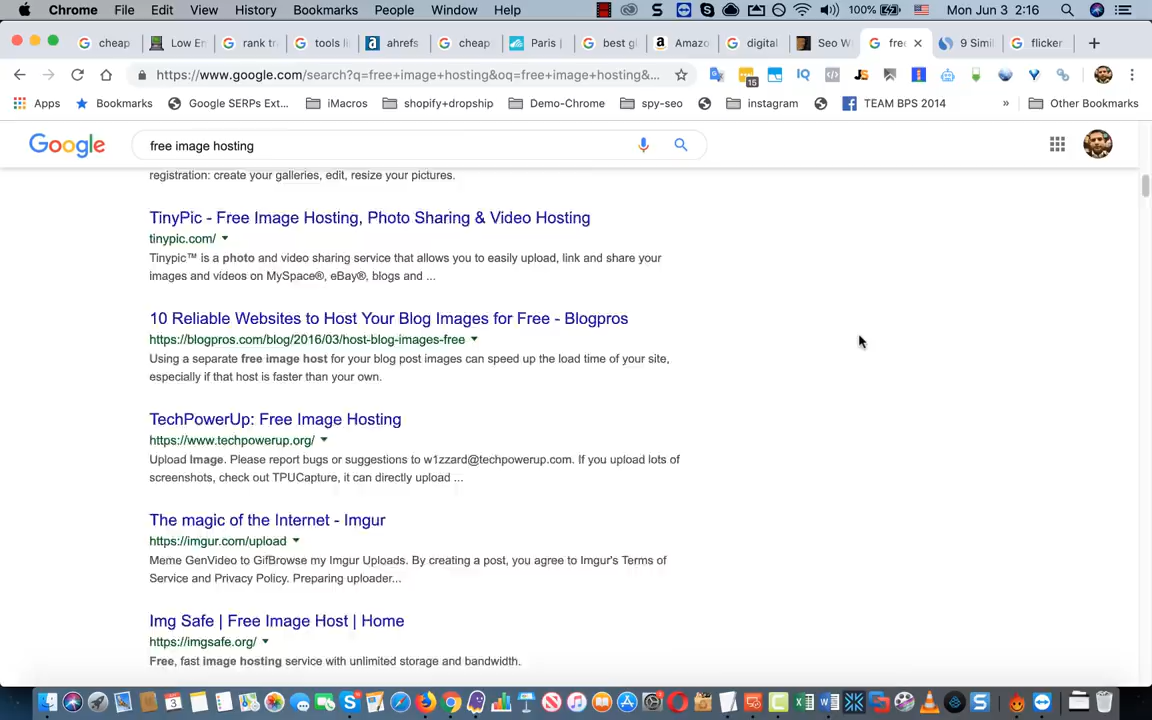 Chrome File Edit View History Bookmarks People Window Help 100% Mon Jun 3 2:16
cheap Low En rank tra tools li ahrefs cheap Paris best gl Amazo digital Seo W free 9 Simil flicker
https://www.google.com/search?q=free+image+hosting&oq=free+image+hosting&... 15
Apps Bookmarks Google SERPs Ext... iMacros shopify+dropship Demo-Chrome spy-seo instagram TEAM BPS 2014 » Other Bookmarks
Google free image hosting
registration: create your galleries, edit, resize your pictures.
TinyPic - Free Image Hosting, Photo Sharing & Video Hosting
tinypic.com/
Tinypic™ is a photo and video sharing service that allows you to easily upload, link and share your
images and videos on MySpace®, eBay®, blogs and ...
10 Reliable Websites to Host Your Blog Images for Free - Blogpros
https://blogpros.com/blog/2016/03/host-blog-images-free
Using a separate free image host for your blog post images can speed up the load time of your site,
especially if that host is faster than your own.
TechPowerUp: Free Image Hosting
https://www.techpowerup.org/
Upload Image. Please report bugs or suggestions to w1zzard@techpowerup.com. If you upload lots of
screenshots, check out TPUCapture, it can directly upload ...
The magic of the Internet - Imgur
https://imgur.com/upload
Meme GenVideo to GifBrowse my Imgur Uploads. By creating a post, you agree to Imgur's Terms of
Service and Privacy Policy. Preparing uploader...
Img Safe | Free Image Host | Home
https://imgsafe.org/
Free, fast image hosting service with unlimited storage and bandwidth.